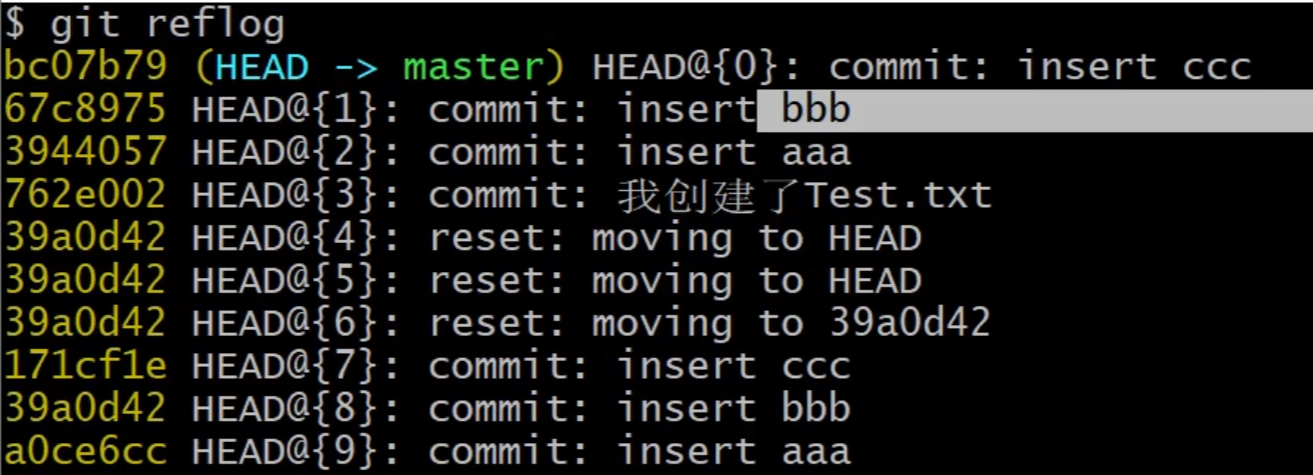 $ git reflog
bc07b79 (HEAD -> master) HEAD@{0}: commit: insert ccc
67c8975 HEAD@{1}: commit: insert bbb
3944057 HEAD@{2}: commit: insert aaa
762e002 HEAD@{3}: commit: 我创建了Test.txt
39a0d42 HEAD@{4}: reset: moving to HEAD
39a0d42 HEAD@{5}: reset: moving to HEAD
39a0d42 HEAD@{6}: reset: moving to 39a0d42
171cf1e HEAD@{7}: commit: insert ccc
39a0d42 HEAD@{8}: commit: insert bbb
a0ce6cc HEAD@{9}: commit: insert aaa